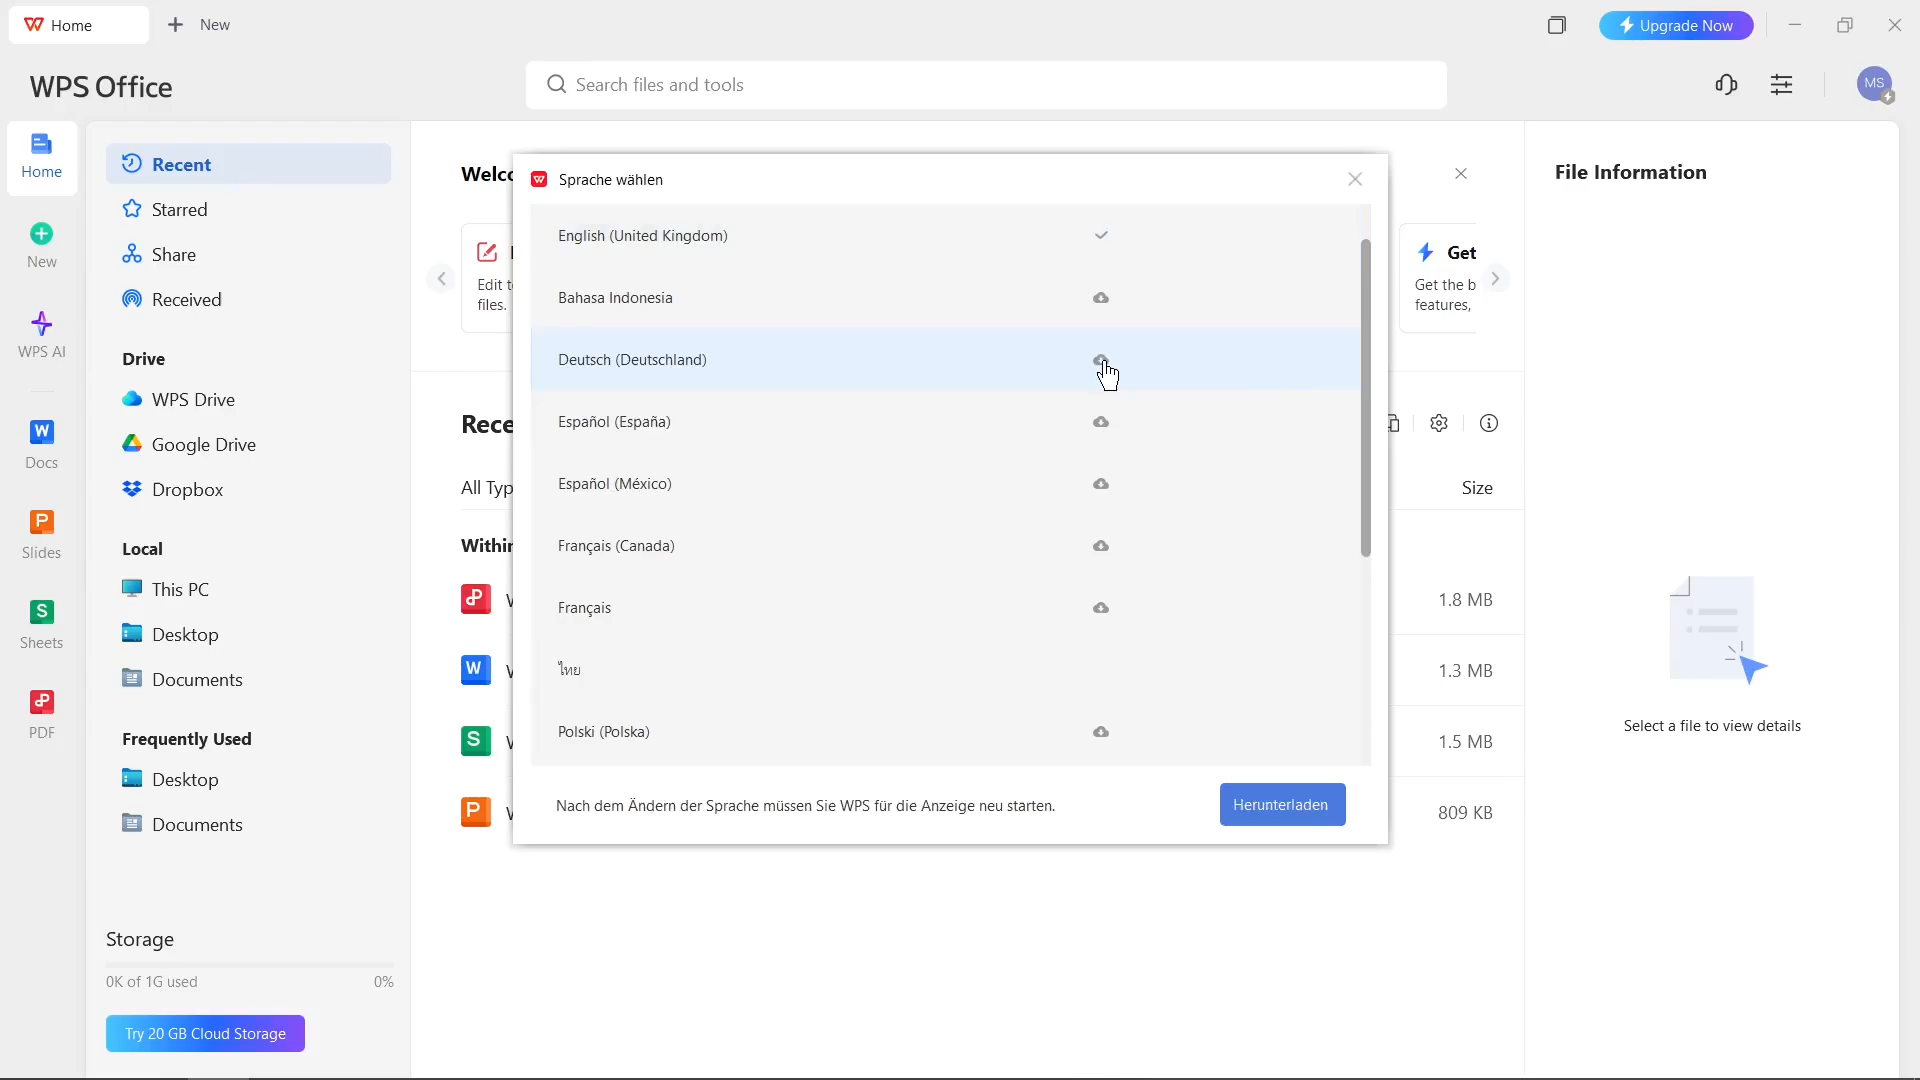 Home
New
Upgrade Now
WPS Office
Search files and tools
MS
Home
New
WPS AI
Docs
Slides
Sheets
PDF
Recent
Starred
Share
Received
Drive
WPS Drive
Google Drive
Dropbox
Local
This PC
Desktop
Documents
Frequently Used
Desktop
Documents
Storage
0K of 1G used 0%
Try 20 GB Cloud Storage
Welc
Edit t
files.
Get
Get the b
features,
Rece
All Typ
Size
Within
1.8 MB
1.3 MB
1.5 MB
809 KB
Sprache wählen
English (United Kingdom)
Bahasa Indonesia
Deutsch (Deutschland)
Español (España)
Español (México)
Français (Canada)
Français
ไทย
Polski (Polska)
Nach dem Ändern der Sprache müssen Sie WPS für die Anzeige neu starten.
Herunterladen
File Information
Select a file to view details